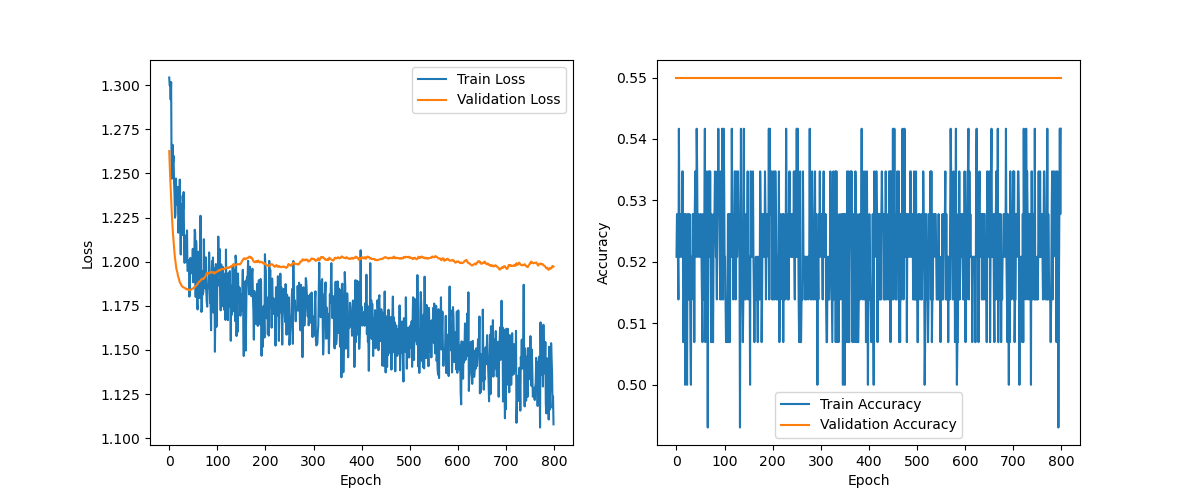 Train Loss
Validation Loss
1.300
1.275
1.250
1.225
1.200
1.175
1.150
1.125
1.100
Loss
0 100 200 300 400 500 600 700 800
Epoch
0.55
0.54
0.53
0.52
0.51
0.50
Accuracy
Train Accuracy
Validation Accuracy
0 100 200 300 400 500 600 700 800
Epoch